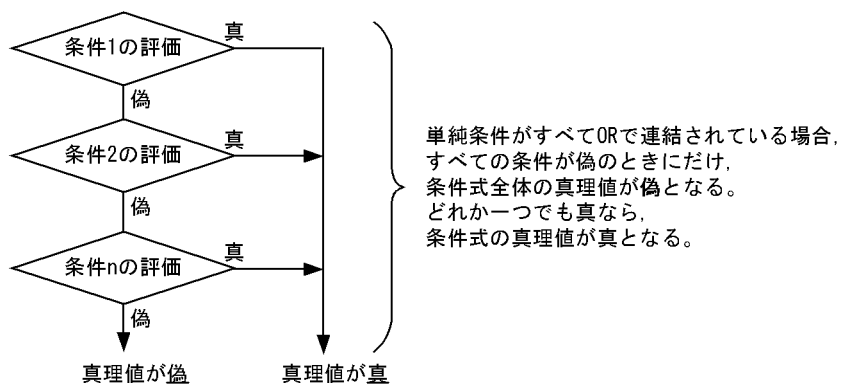 条件1の評価
真
偽
条件2の評価
真
偽
条件nの評価
真
偽
真理値が偽
真理値が真
単純条件がすべてORで連結されている場合,
すべての条件が偽のときにだけ,
条件式全体の真理値が偽となる。
どれか一つでも真なら,
条件式の真理値が真となる。